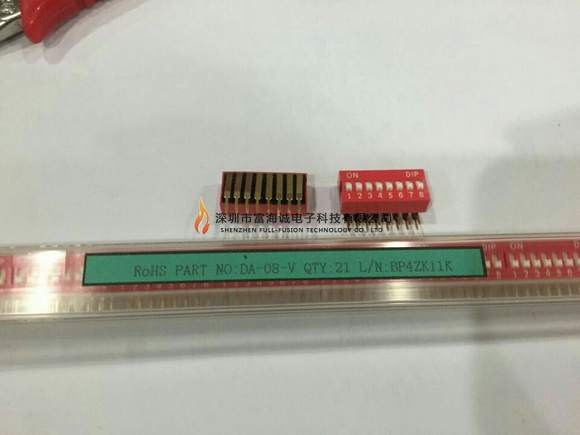 ON DIP
1 2 3 4 5 6 7 8
深圳市富海诚电子科技有限公司
SHENZHEN FULL-FUSION TECHNOLOGY CO.,LTD
RoHS PART NO:DA-08-V QTY:21 L/N:BP4ZK11K
DIP ON